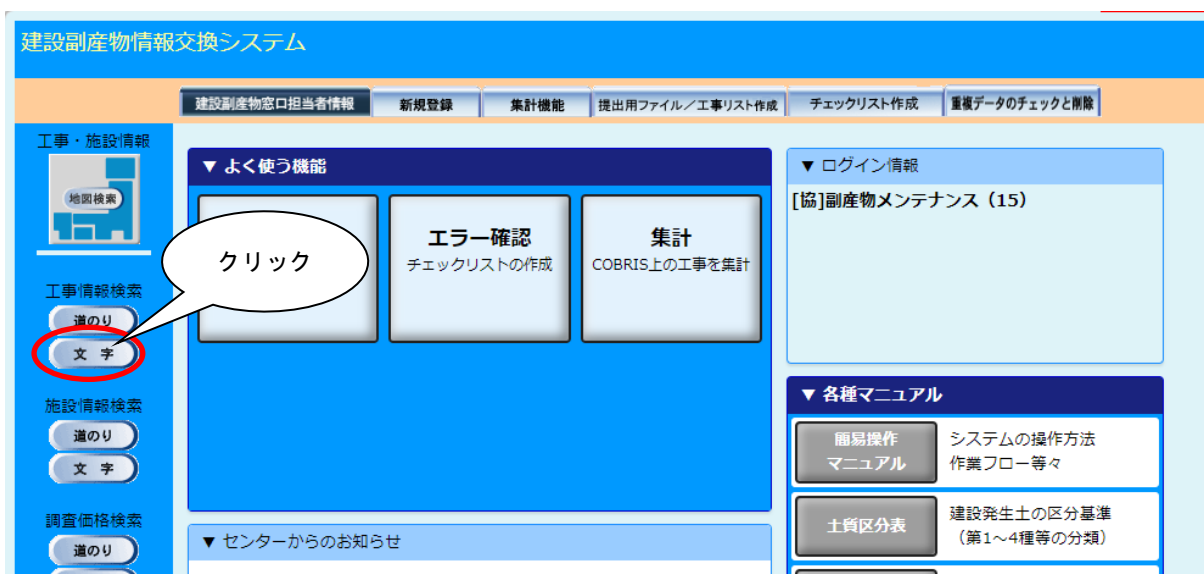 建設副産物情報交換システム
建設副産物窓口担当者情報
新規登録
集計機能
提出用ファイル／工事リスト作成
チェックリスト作成
重複データのチェックと削除
工事・施設情報
地図検索
工事情報検索
道のり
文 字
施設情報検索
道のり
文 字
調査価格検索
道のり
▼ よく使う機能
クリック
エラー確認
チェックリストの作成
集計
COBRIS上の工事を集計
▼ センターからのお知らせ
▼ ログイン情報
[協]副産物メンテナンス（15）
▼ 各種マニュアル
簡易操作
マニュアル
システムの操作方法
作業フロー等々
土質区分表
建設発生土の区分基準
（第1～4種等の分類）